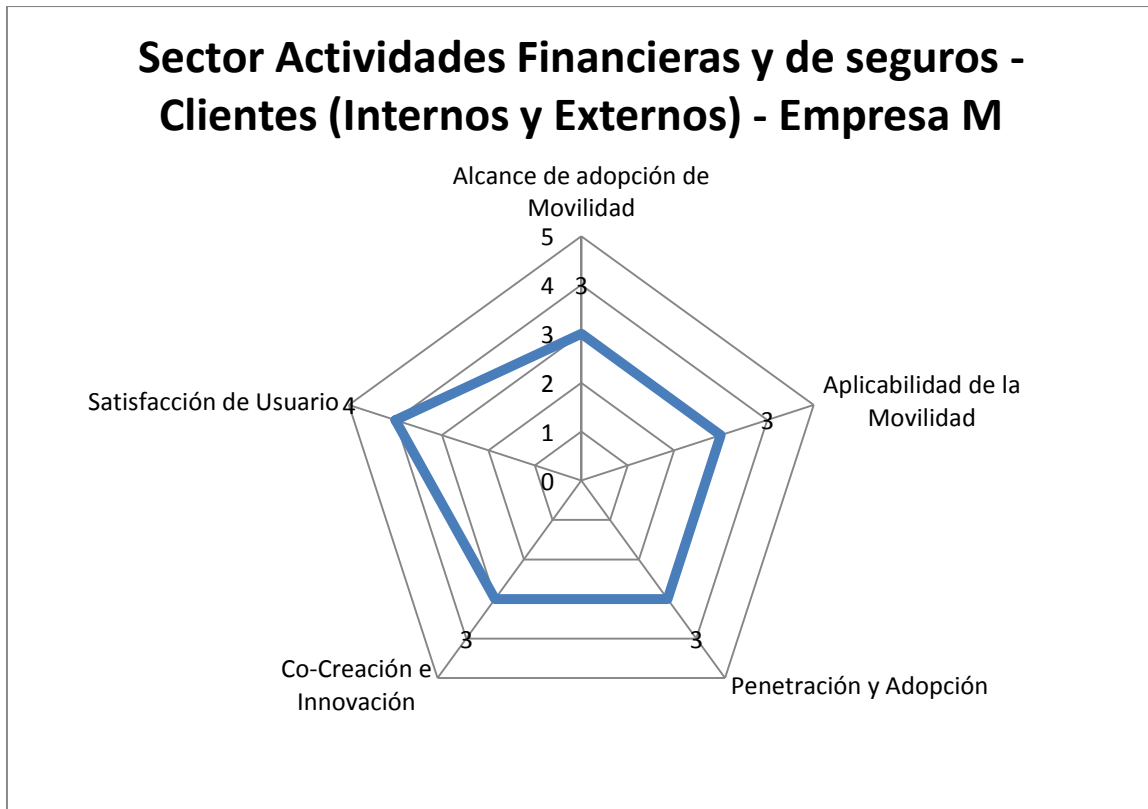 Sector Actividades Financieras y de seguros -
Clientes (Internos y Externos) - Empresa M
Alcance de adopción de
Movilidad
5
4
3
3
2
1
0
3
Aplicabilidad de la
Movilidad
3
Penetración y Adopción
3
Co-Creación e
Innovación
4
Satisfacción de Usuario